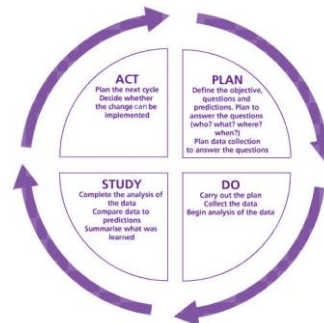 ACT
Plan the next cycle
Decide whether
the change can be
implemented
PLAN
Define the objective,
questions and
predictions. Plan to
answer the questions
(who? what? where?
when?)
Plan data collection
to answer the questions
STUDY
Complete the analysis of
the data
Compare data to
predictions
Summarise what was
learned
DO
Carry out the plan
Collect the data
Begin analysis of the data